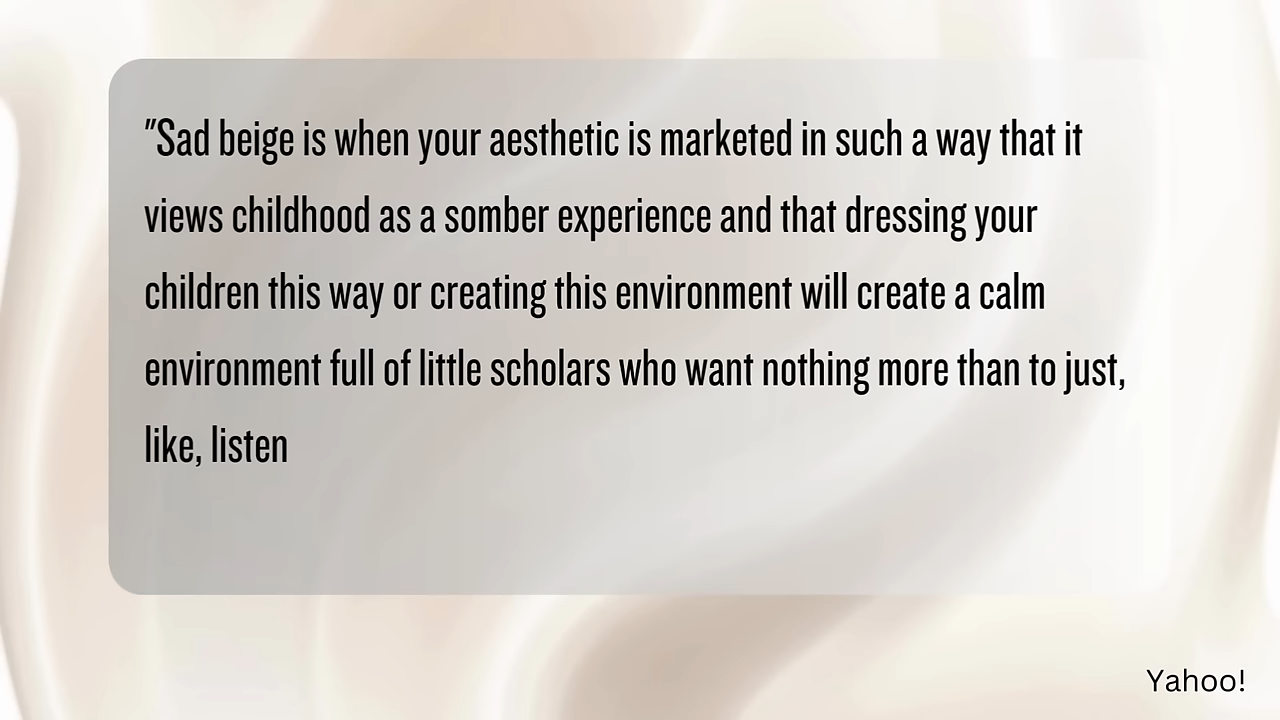 "Sad beige is when your aesthetic is marketed in such a way that it
views childhood as a somber experience and that dressing your
children this way or creating this environment will create a calm
environment full of little scholars who want nothing more than to just,
like, listen
Yahoo!